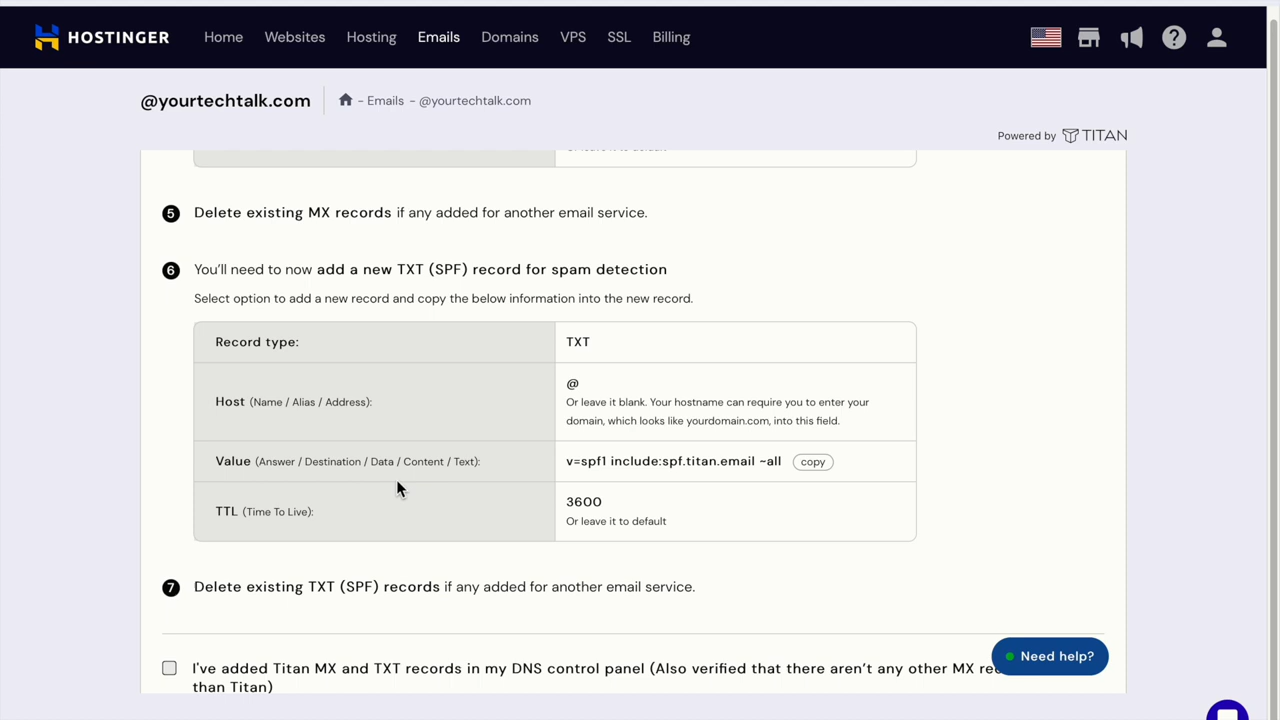 HOSTINGER Home Websites Hosting Emails Domains VPS SSL Billing
@yourtechtalk.com - Emails - @yourtechtalk.com
Powered by TITAN
Or leave it to default
5 Delete existing MX records if any added for another email service.
6 You'll need to now add a new TXT (SPF) record for spam detection
Select option to add a new record and copy the below information into the new record.
Record type: TXT
Host (Name / Alias / Address): @
Or leave it blank. Your hostname can require you to enter your
domain, which looks like yourdomain.com, into this field.
Value (Answer / Destination / Data / Content / Text): v=spf1 include:spf.titan.email ~all copy
TTL (Time To Live): 3600
Or leave it to default
7 Delete existing TXT (SPF) records if any added for another email service.
Need help?
I've added Titan MX and TXT records in my DNS control panel (Also verified that there aren't any other MX
than Titan)